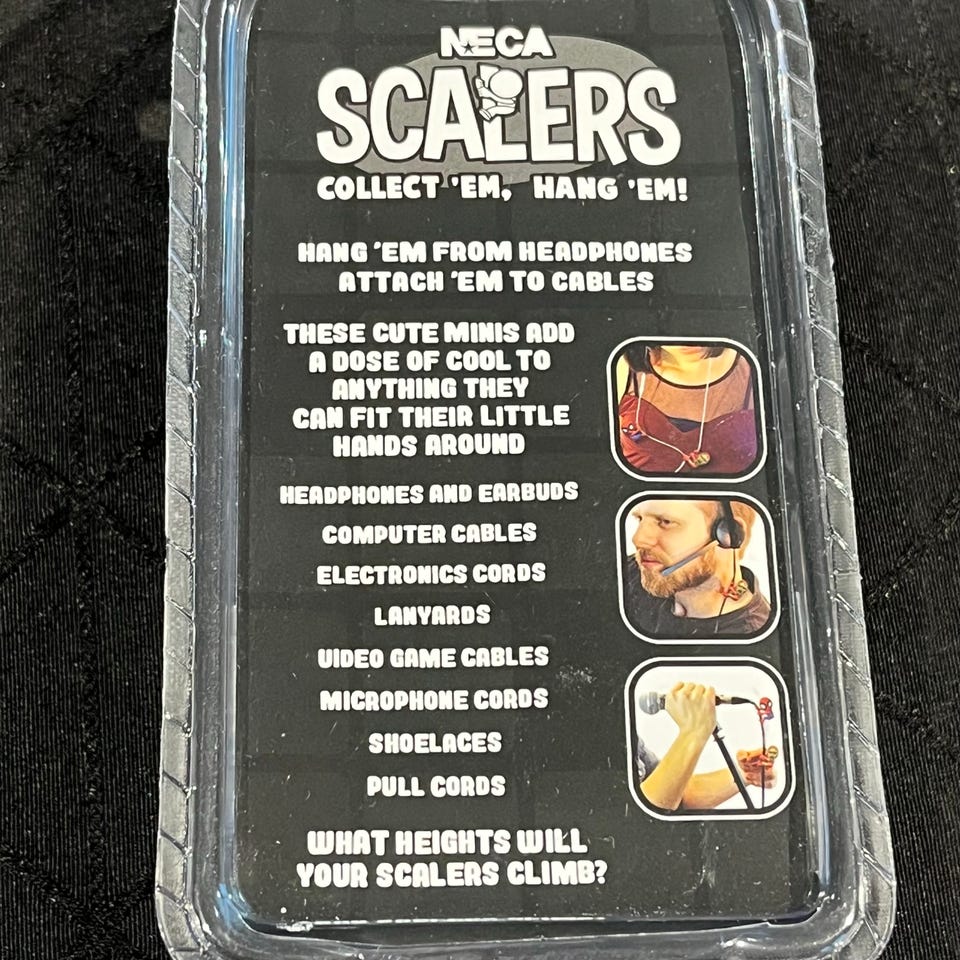 NECA
SCALERS
COLLECT 'EM, HANG 'EM!
HANG 'EM FROM HEADPHONES
ATTACH 'EM TO CABLES
THESE CUTE MINIS ADD
A DOSE OF COOL TO
ANYTHING THEY
CAN FIT THEIR LITTLE
HANDS AROUND
HEADPHONES AND EARBUDS
COMPUTER CABLES
ELECTRONICS CORDS
LANYARDS
VIDEO GAME CABLES
MICROPHONE CORDS
SHOELACES
PULL CORDS
WHAT HEIGHTS WILL
YOUR SCALERS CLIMB?